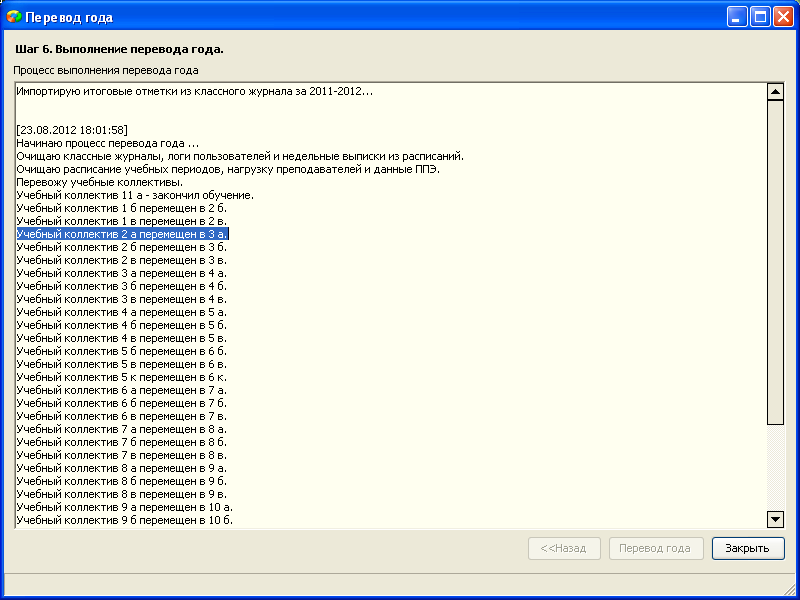 Перевод года
Шаг 6. Выполнение перевода года.
Процесс выполнения перевода года
Импортирую итоговые отметки из классного журнала за 2011-2012...
[23.08.2012 18:01:58]
Начинаю процесс перевода года ...
Очищаю классные журналы, логи пользователей и недельные выписки из расписаний.
Очищаю расписание учебных периодов, нагрузку преподавателей и данные ППЭ.
Перевожу учебные коллективы.
Учебный коллектив 11 а - закончил обучение.
Учебный коллектив 1 б перемещен в 2 б.
Учебный коллектив 1 в перемещен в 2 в.
Учебный коллектив 2 а перемещен в 3 а.
Учебный коллектив 2 б перемещен в 3 б.
Учебный коллектив 2 в перемещен в 3 в.
Учебный коллектив 3 а перемещен в 4 а.
Учебный коллектив 3 б перемещен в 4 б.
Учебный коллектив 3 в перемещен в 4 в.
Учебный коллектив 4 а перемещен в 5 а.
Учебный коллектив 4 б перемещен в 5 б.
Учебный коллектив 4 в перемещен в 5 в.
Учебный коллектив 5 б перемещен в 6 б.
Учебный коллектив 5 в перемещен в 6 в.
Учебный коллектив 5 к перемещен в 6 к.
Учебный коллектив 6 а перемещен в 7 а.
Учебный коллектив 6 б перемещен в 7 б.
Учебный коллектив 6 в перемещен в 7 в.
Учебный коллектив 7 а перемещен в 8 а.
Учебный коллектив 7 б перемещен в 8 б.
Учебный коллектив 7 в перемещен в 8 в.
Учебный коллектив 8 а перемещен в 9 а.
Учебный коллектив 8 б перемещен в 9 б.
Учебный коллектив 8 в перемещен в 9 в.
Учебный коллектив 9 а перемещен в 10 а.
Учебный коллектив 9 б перемещен в 10 б.
<<Назад Перевод года Закрыть